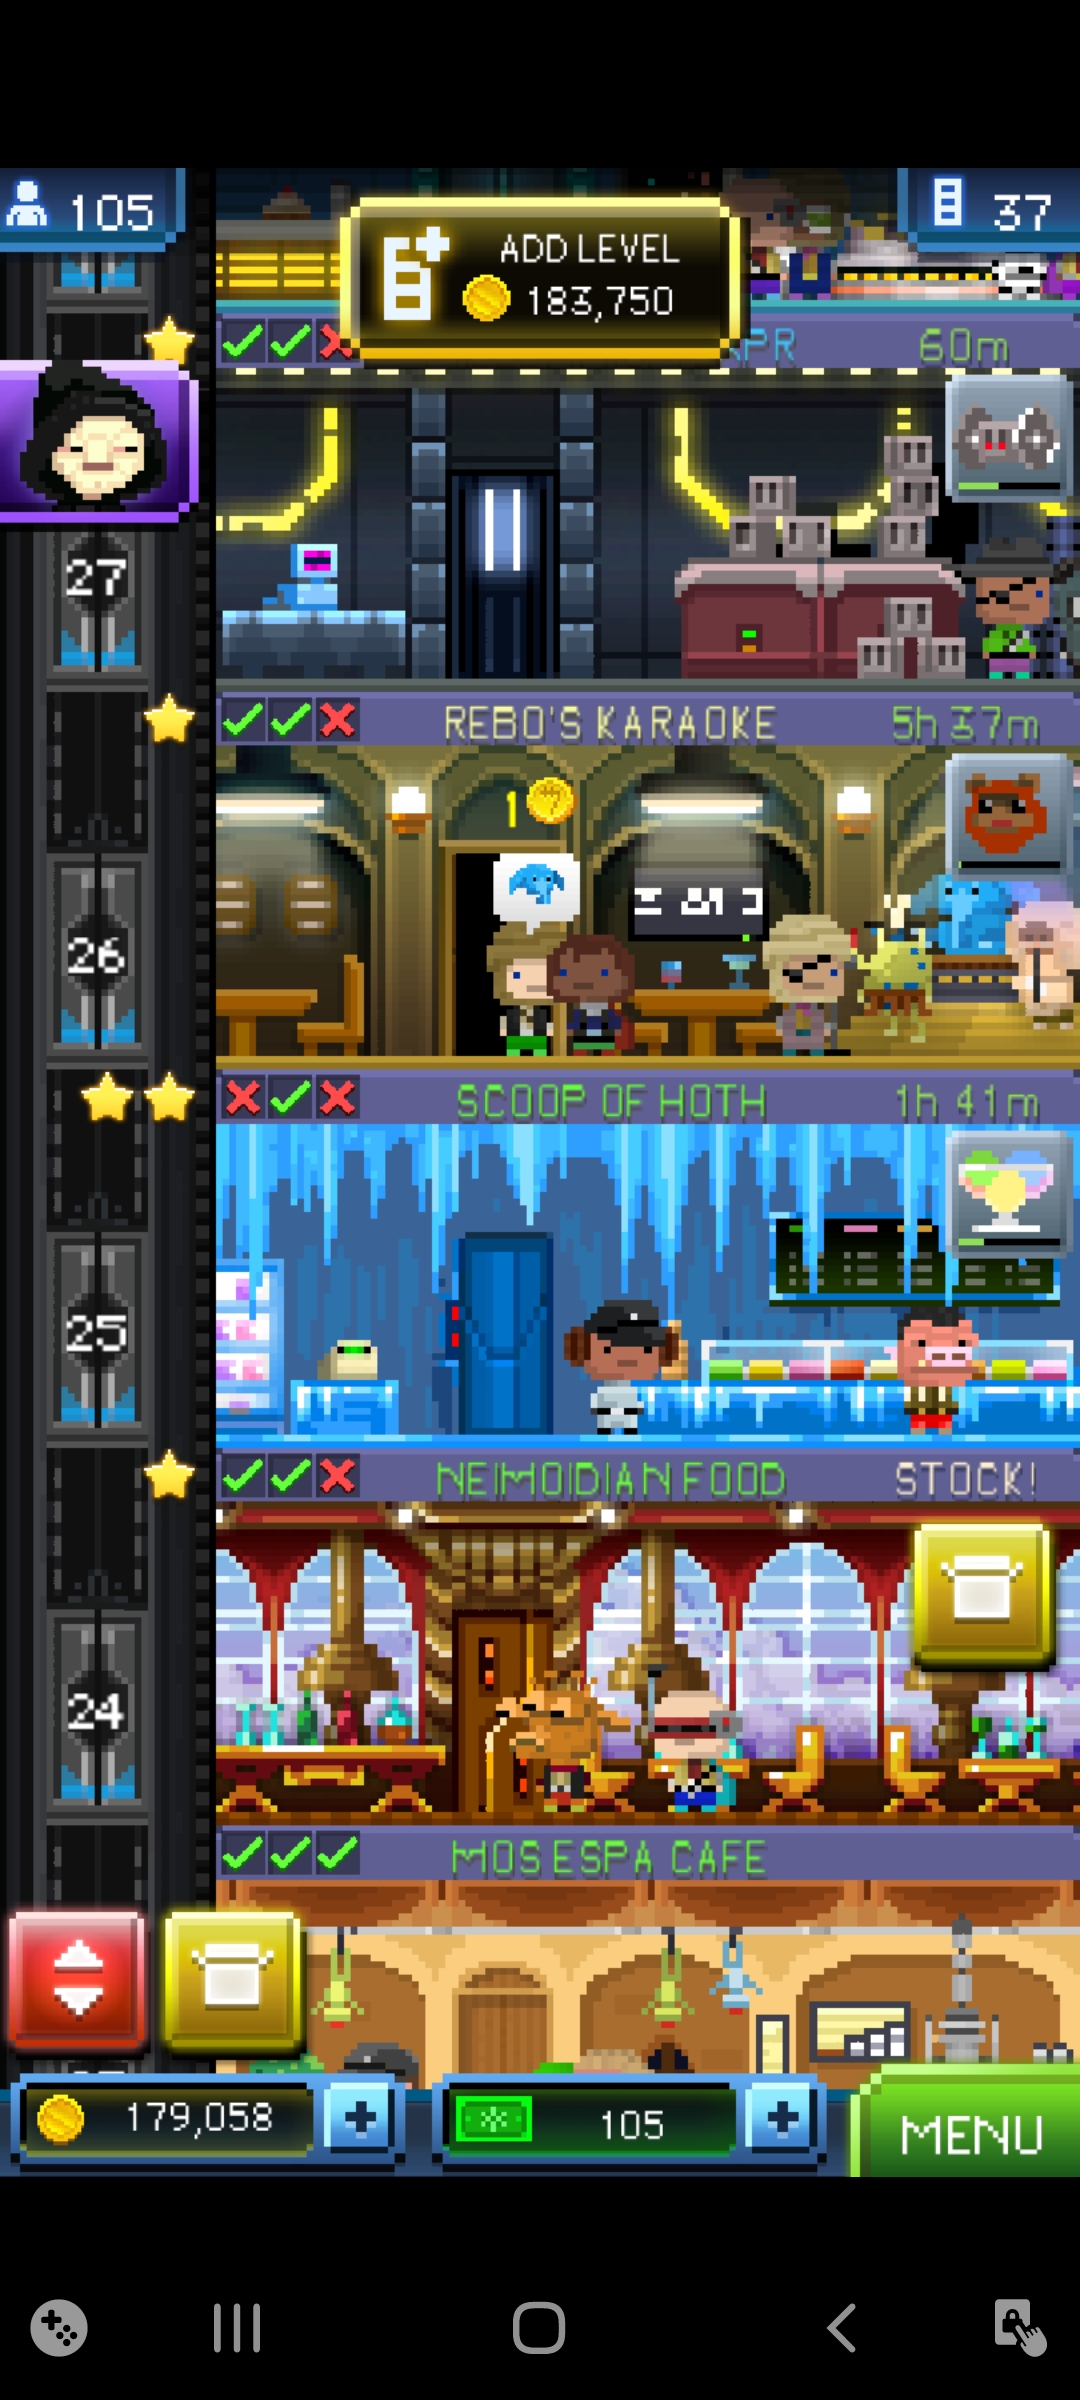 105
ADD LEVEL
183,750
37
60m
27
REBO'S KARAOKE
5h 37m
1
26
SCOOP OF HOTH
1h 41m
25
NEIMOIDIAN FOOD
STOCK!
24
MOS ESPA CAFE
179,058
105
MENU